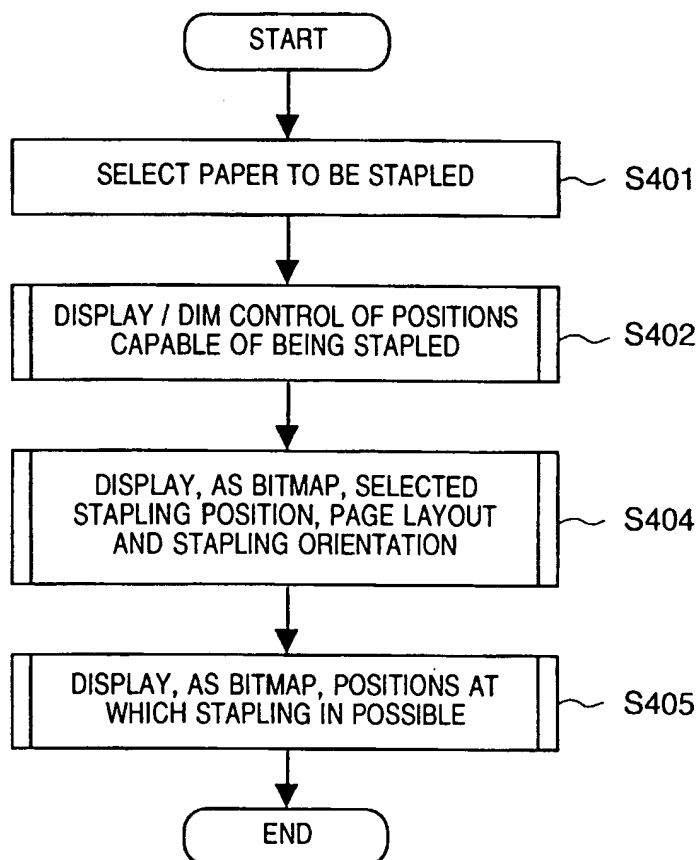 START
SELECT PAPER TO BE STAPLED
S401
DISPLAY / DIM CONTROL OF POSITIONS
CAPABLE OF BEING STAPLED
S402
DISPLAY, AS BITMAP, SELECTED
STAPLING POSITION, PAGE LAYOUT
AND STAPLING ORIENTATION
S404
DISPLAY, AS BITMAP, POSITIONS AT
WHICH STAPLING IN POSSIBLE
S405
END